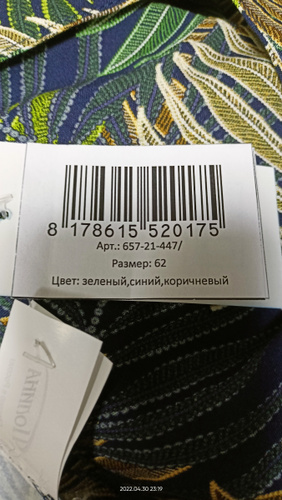 8 178615 520175
Арт.: 657-21-447/
Размер: 62
Цвет: зеленый,синий,коричневый
2022.04.30 23:19